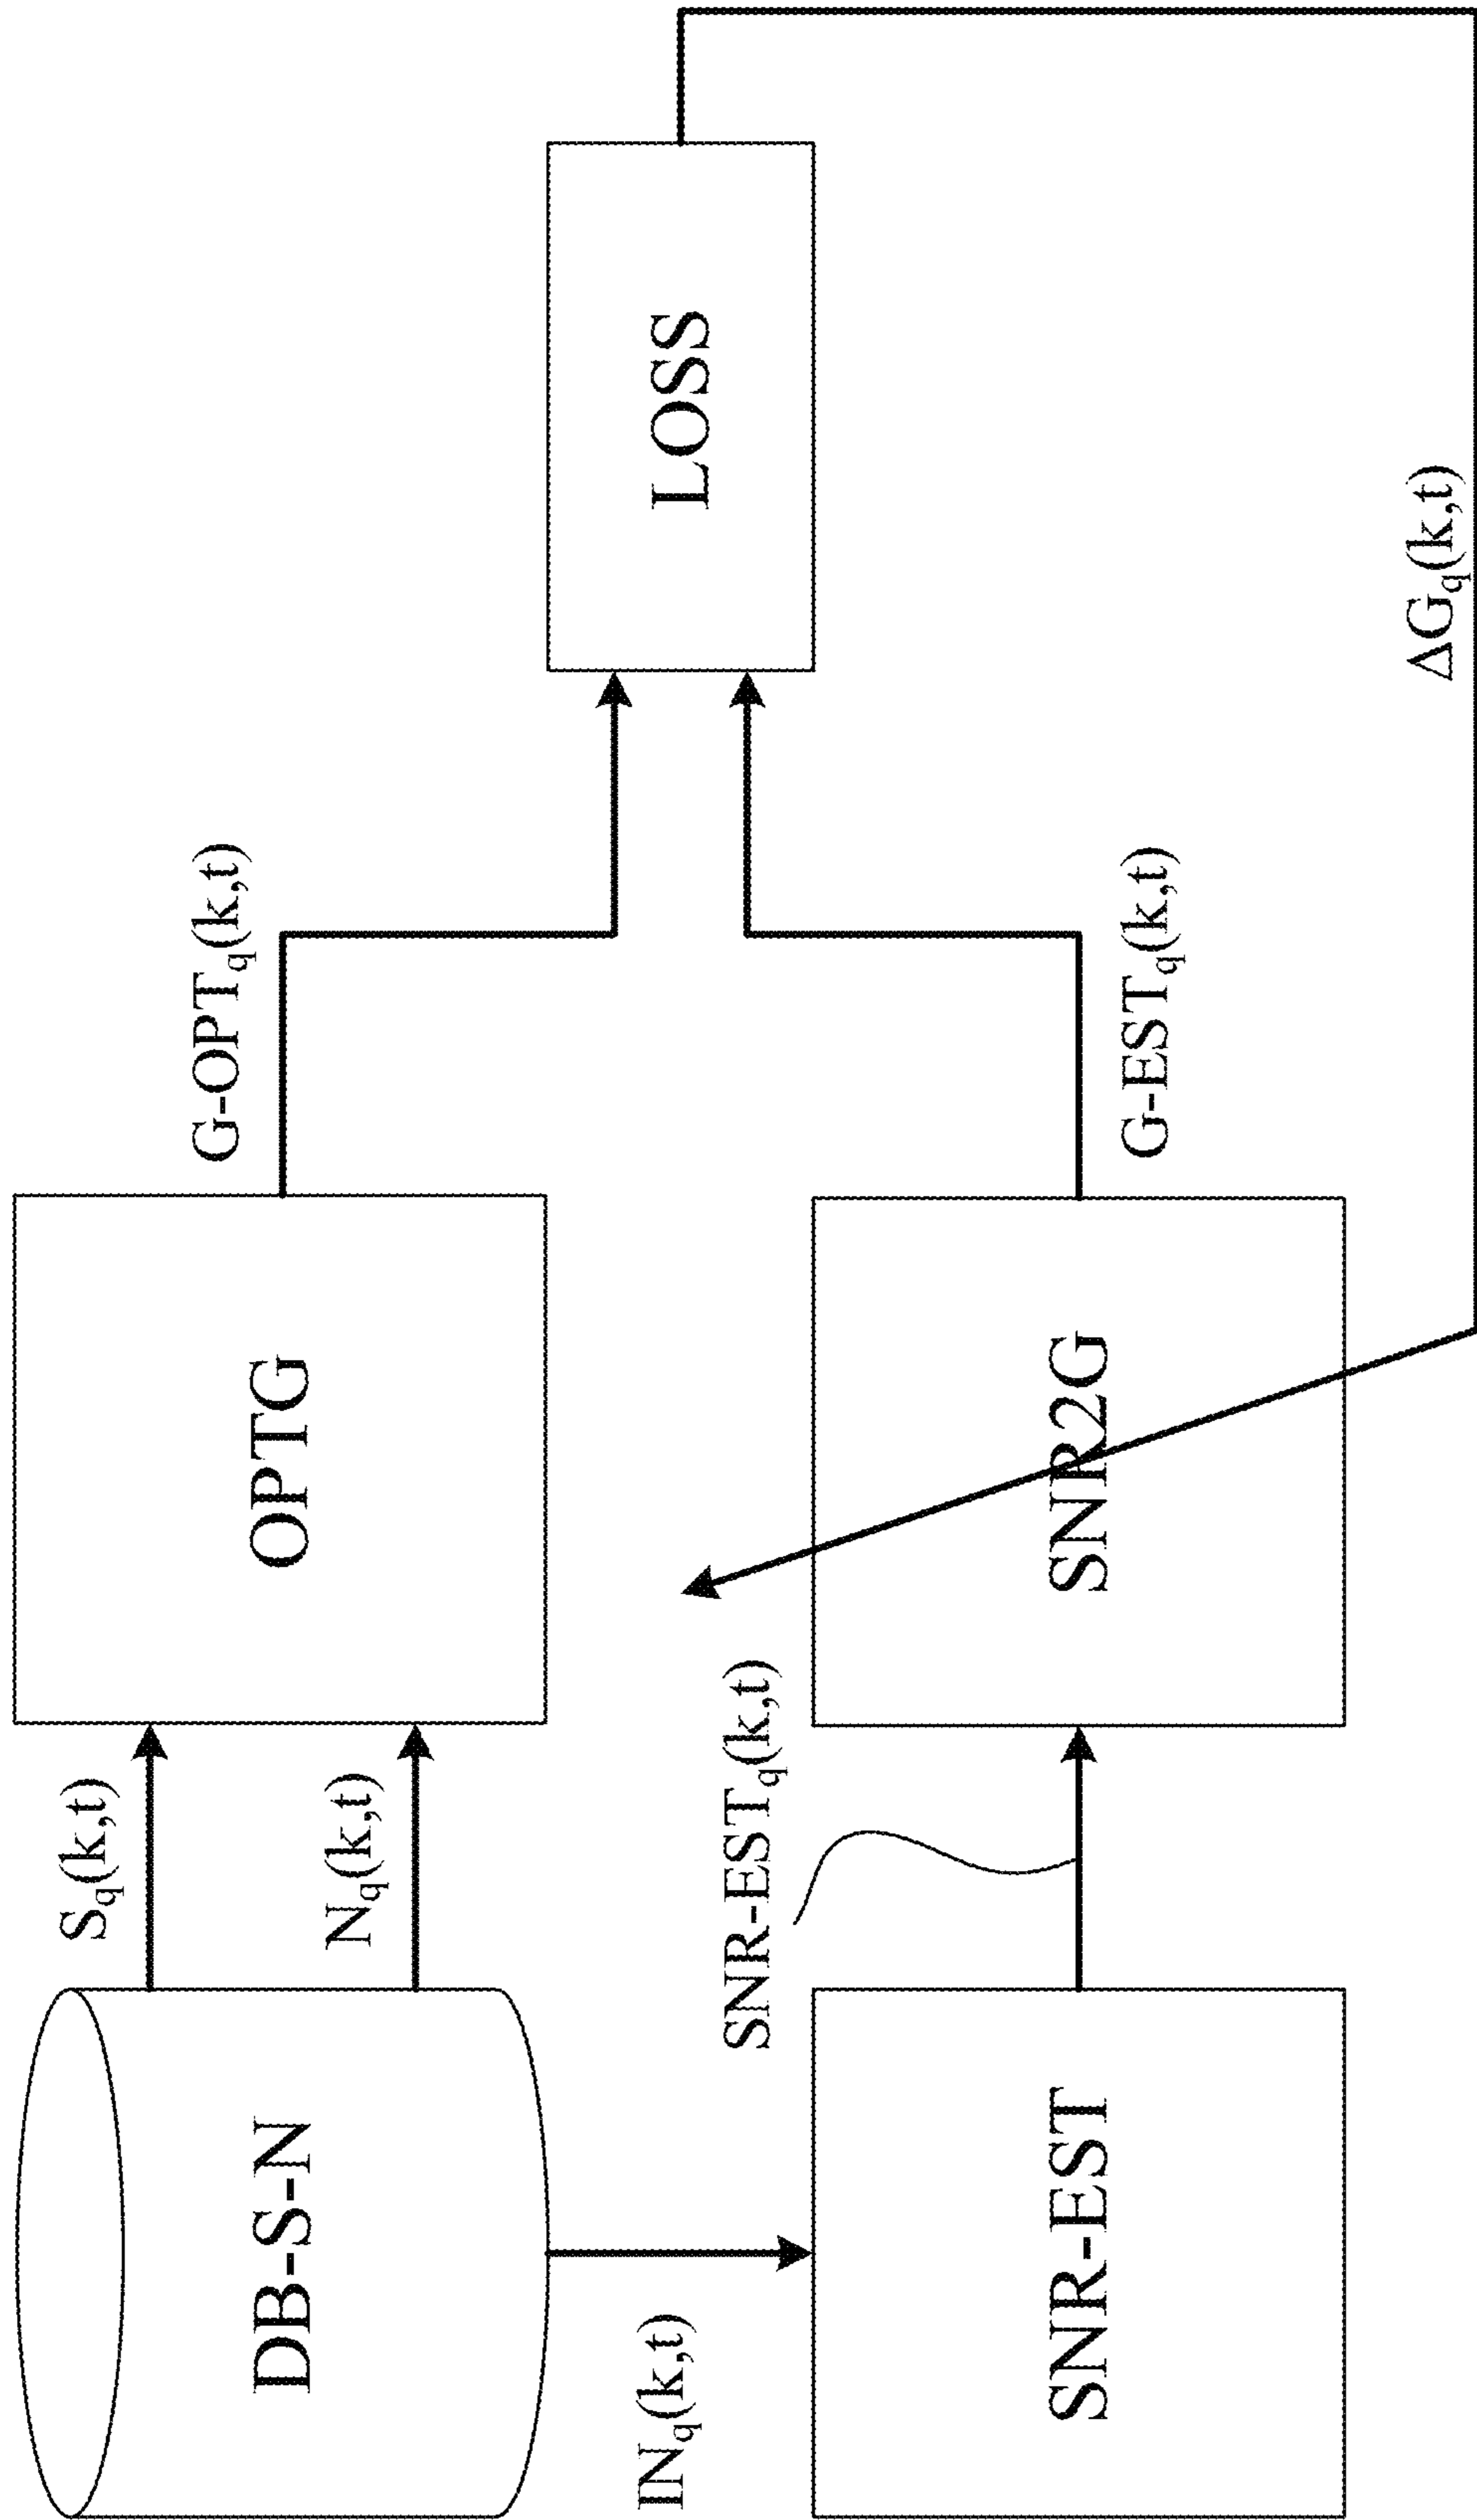 DB-S-N
S_q(k,t)
N_q(k,t)
OPTG
G-OPT_q(k,t)
LOSS
IN_q(k,t)
SNR-EST
SNR-EST_q(k,t)
SNR2G
G-EST_q(k,t)
ΔG_q(k,t)